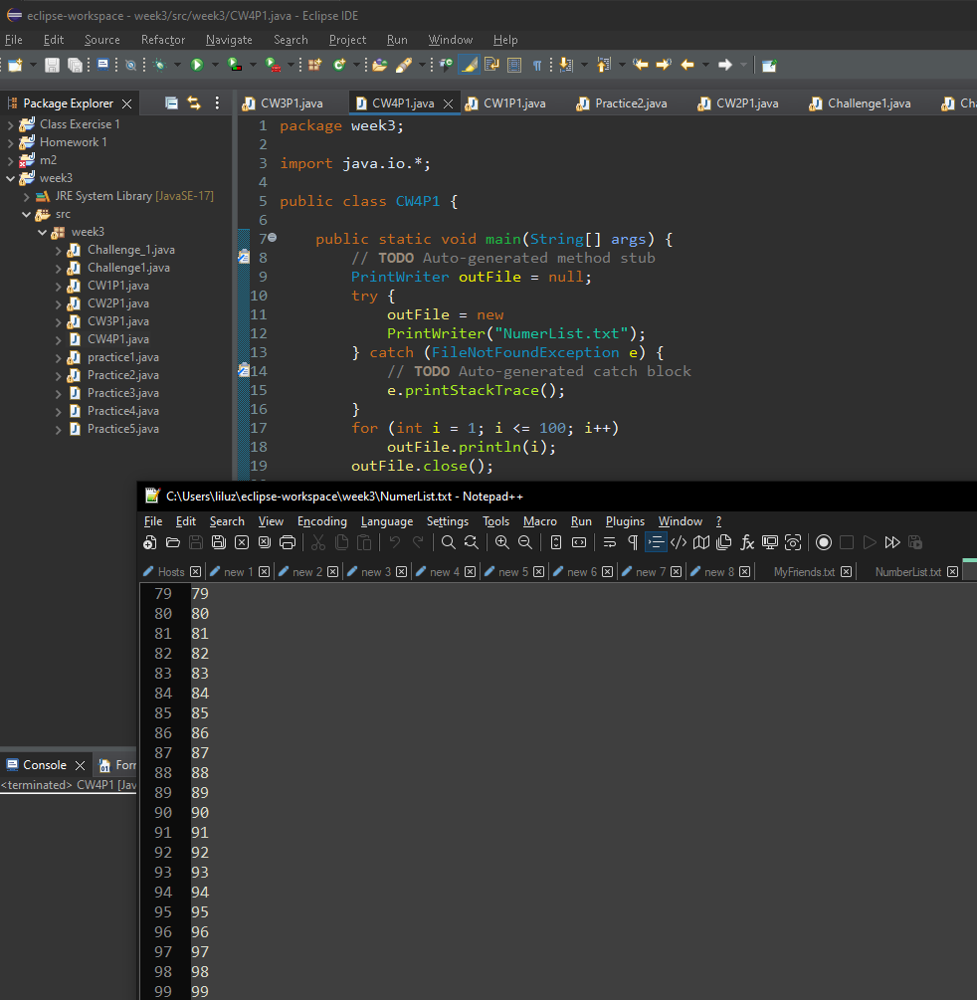 eclipse-workspace - week3/src/week3/CW4P1.java - Eclipse IDE
File Edit Source Refactor Navigate Search Project Run Window Help
Package Explorer
CW3P1.java CW4P1.java CW1P1.java Practice2.java CW2P1.java Challenge1.java Cha
Class Exercise 1
Homework 1
m2
week3
JRE System Library [JavaSE-17]
src
week3
Challenge_1.java
Challenge1.java
CW1P1.java
CW2P1.java
CW3P1.java
CW4P1.java
practice1.java
Practice2.java
Practice3.java
Practice4.java
Practice5.java
1 package week3;
2
3 import java.io.*;
4
5 public class CW4P1 {
6
7 public static void main(String[] args) {
8 // TODO Auto-generated method stub
9 PrintWriter outFile = null;
10 try {
11 outFile = new
12 PrintWriter("NumerList.txt");
13 } catch (FileNotFoundException e) {
14 // TODO Auto-generated catch block
15 e.printStackTrace();
16 }
17 for (int i = 1; i <= 100; i++)
18 outFile.println(i);
19 outFile.close();
Console Forr
<terminated> CW4P1 [Jav
C:\Users\liluz\eclipse-workspace\week3\NumerList.txt - Notepad++
File Edit Search View Encoding Language Settings Tools Macro Run Plugins Window ?
Hosts new 1 new 2 new 3 new 4 new 5 new 6 new 7 new 8 MyFriends.txt NumberList.txt
79 79
80 80
81 81
82 82
83 83
84 84
85 85
86 86
87 87
88 88
89 89
90 90
91 91
92 92
93 93
94 94
95 95
96 96
97 97
98 98
99 99